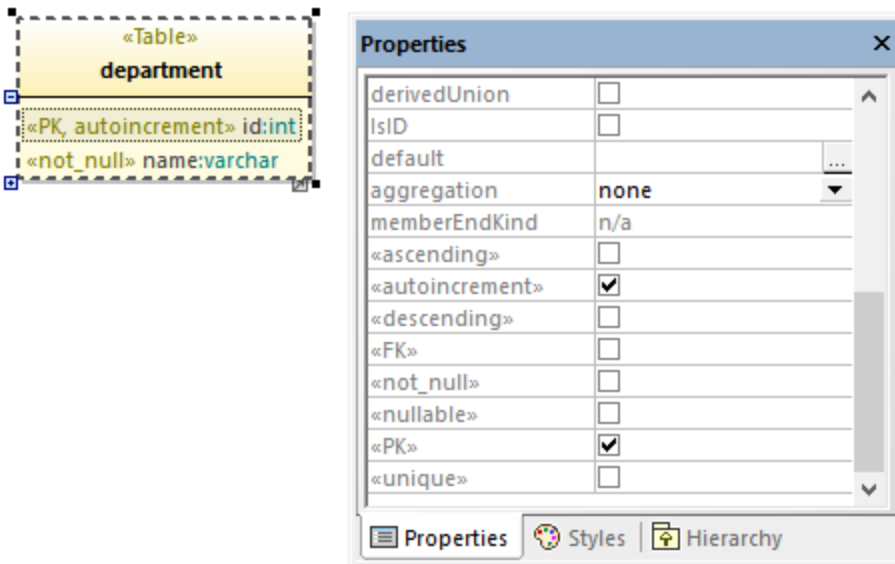 «Table»
department
«PK, autoincrement» id:int
«not_null» name:varchar
Properties
derivedUnion
IsID
default ...
aggregation none
memberEndKind n/a
«ascending»
«autoincrement»
«descending»
«FK»
«not_null»
«nullable»
«PK»
«unique»
Properties Styles Hierarchy